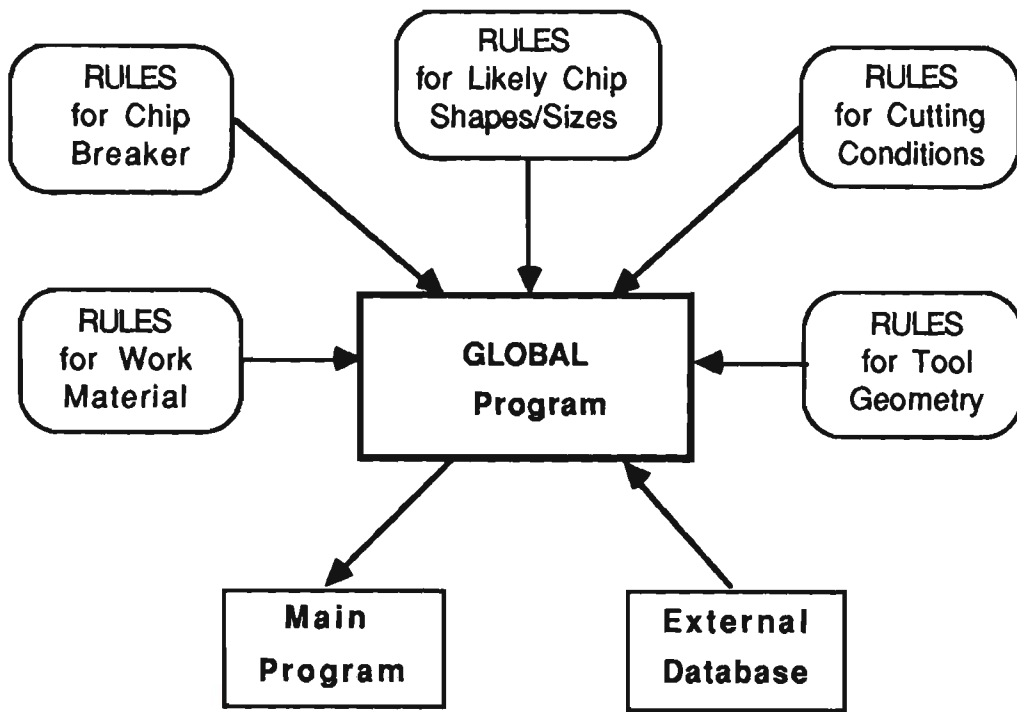 RULES
for Chip
Breaker
RULES
for Likely Chip
Shapes/Sizes
RULES
for Cutting
Conditions
RULES
for Work
Material
GLOBAL
Program
RULES
for Tool
Geometry
Main
Program
External
Database